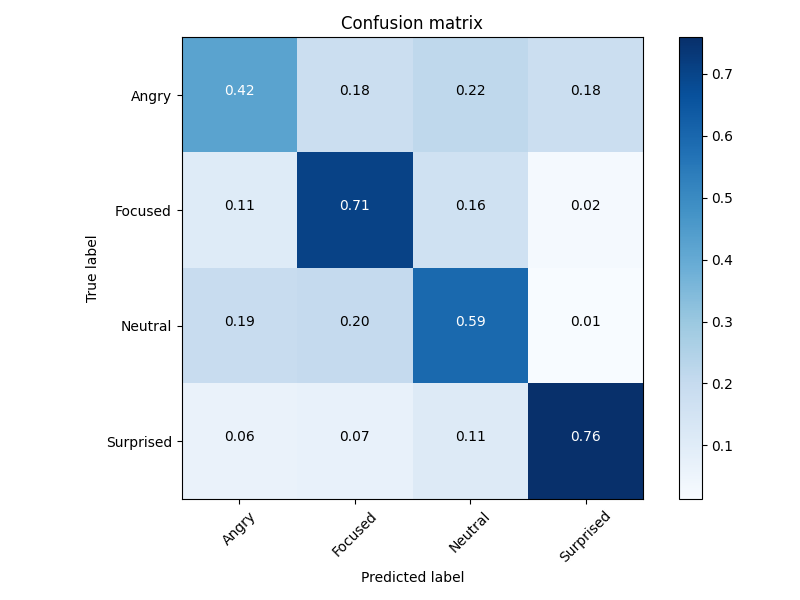 Confusion matrix
True label
Angry 0.42 0.18 0.22 0.18
Focused 0.11 0.71 0.16 0.02
Neutral 0.19 0.20 0.59 0.01
Surprised 0.06 0.07 0.11 0.76
Angry Focused Neutral Surprised
Predicted label
0.7
0.6
0.5
0.4
0.3
0.2
0.1